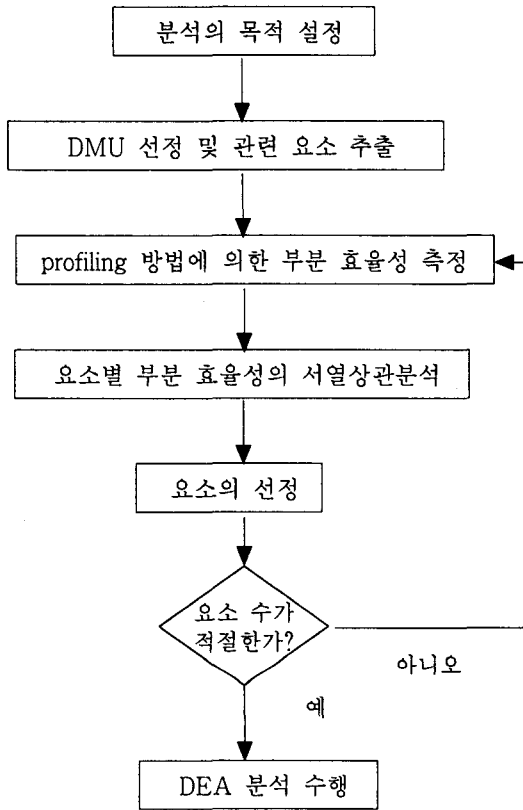 분석의 목적 설정
DMU 선정 및 관련 요소 추출
profiling 방법에 의한 부분 효율성 측정
요소별 부분 효율성의 서열상관분석
요소의 선정
요소 수가
적절한가?
아니오
예
DEA 분석 수행